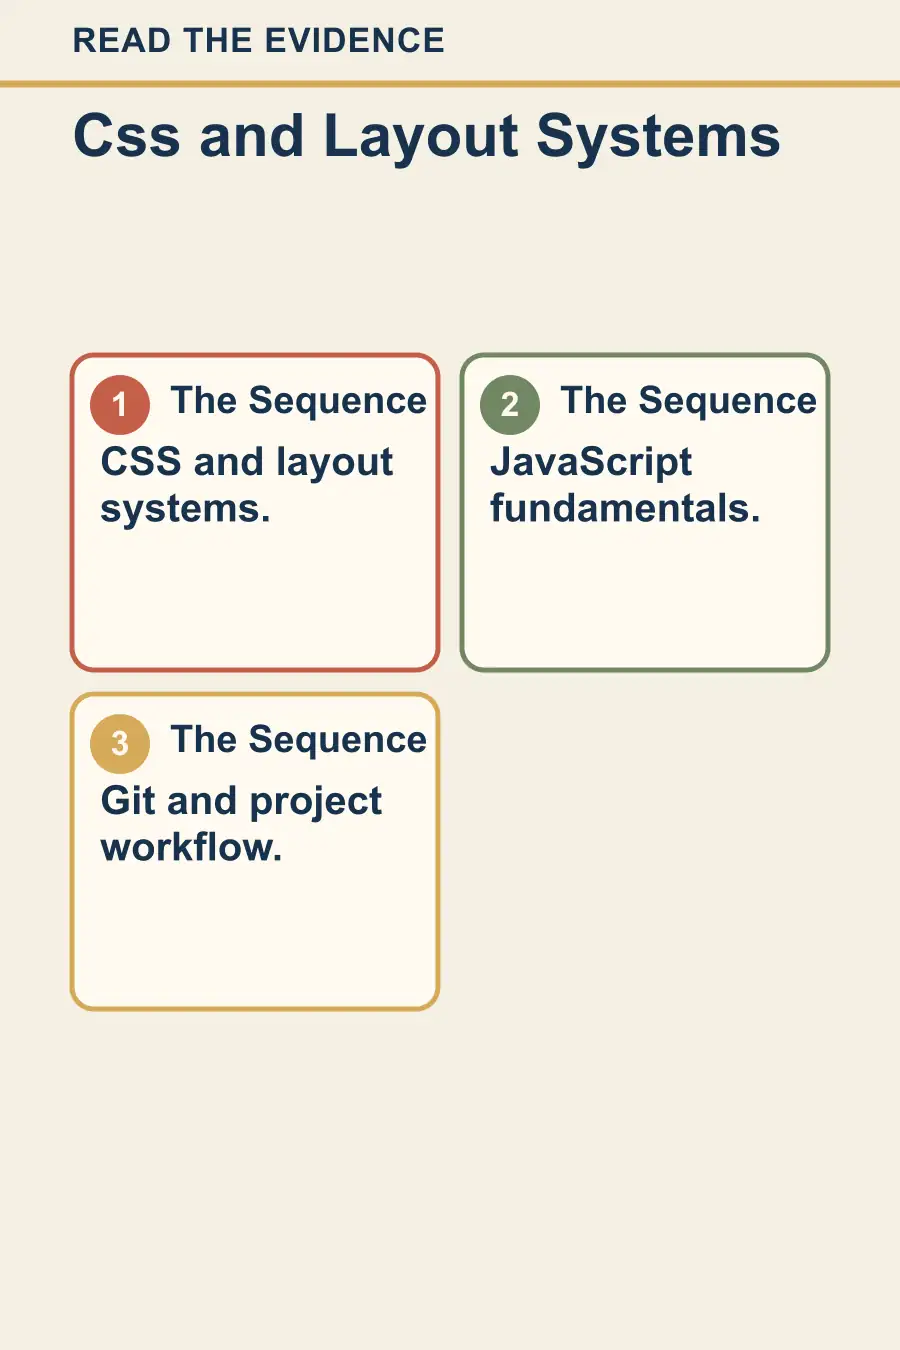 READ THE EVIDENCE
Css and Layout Systems
1 The Sequence
CSS and layout
systems.
2 The Sequence
JavaScript
fundamentals.
3 The Sequence
Git and project
workflow.